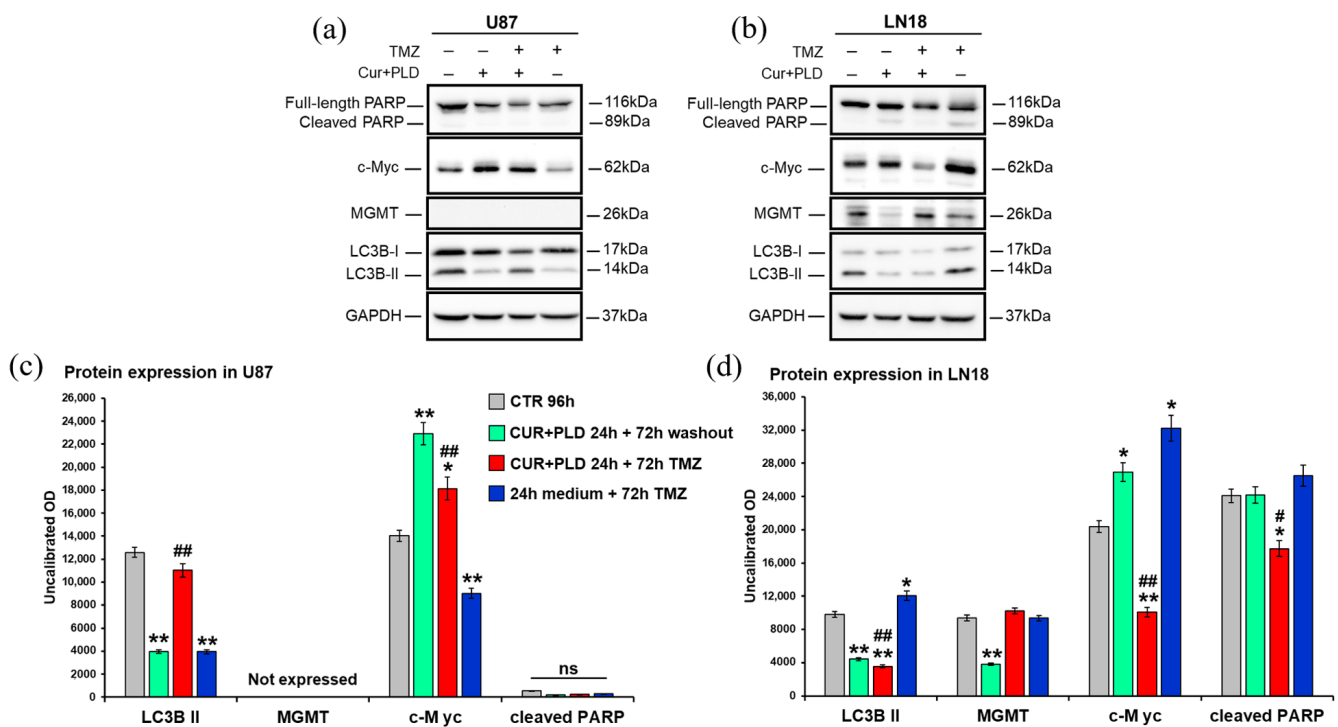 (a)
U87
TMZ – – + +
Cur+PLD – + + –
Full-length PARP
116kDa
Cleaved PARP
89kDa
c-Myc
62kDa
MGMT
26kDa
LC3B-I
17kDa
LC3B-II
14kDa
GAPDH
37kDa
(b)
LN18
TMZ – – + +
Cur+PLD – + + –
Full-length PARP
116kDa
Cleaved PARP
89kDa
c-Myc
62kDa
MGMT
26kDa
LC3B-I
17kDa
LC3B-II
14kDa
GAPDH
37kDa
(c)
Protein expression in U87
Uncalibrated OD
26,000
24,000
22,000
20,000
18,000
16,000
14,000
12,000
10,000
8000
6000
4000
2000
0
CTR 96h
CUR+PLD 24h + 72h washout
CUR+PLD 24h + 72h TMZ
24h medium + 72h TMZ
**
##
**
Not expressed
**
##
*
**
ns
LC3B II
MGMT
c-M yc
cleaved PARP
(d)
Protein expression in LN18
Uncalibrated OD
36,000
32,000
28,000
24,000
20,000
16,000
12,000
8000
4000
0
**
##
**
*
**
*
##
**
*
#
*
LC3B II
MGMT
c-M yc
cleaved PARP